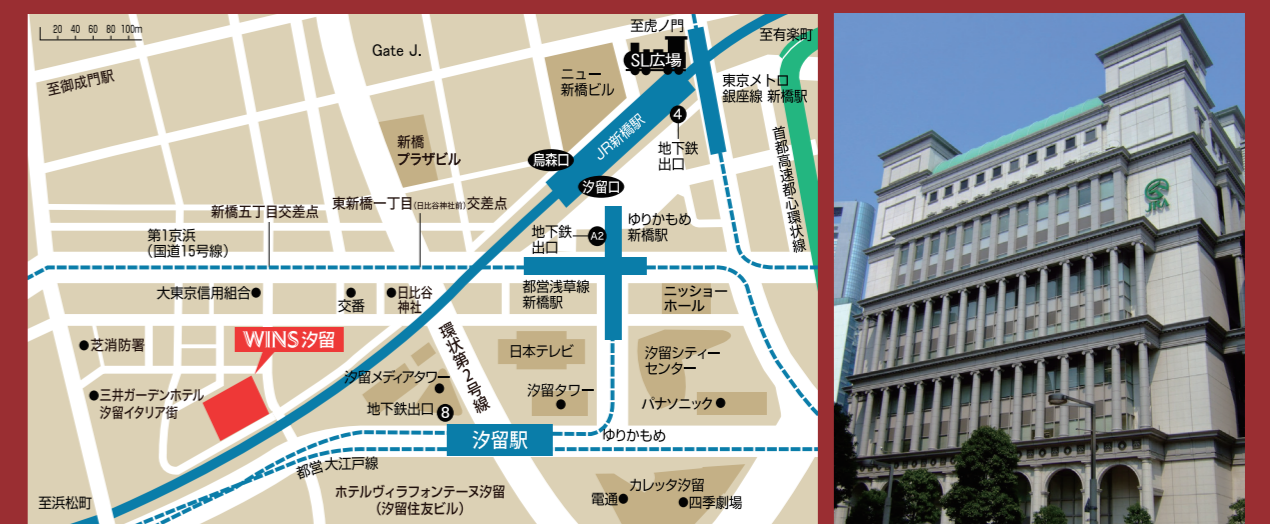 20 40 60 80 100m
至虎ノ門
至有楽町
Gate J.
SL広場
至御成門駅
ニュー
新橋ビル
東京メトロ
銀座線 新橋駅
4
地下鉄
出口
JR新橋駅
首都高速都心環状線
新橋
プラザビル
烏森口
汐留口
新橋五丁目交差点
東新橋一丁目(日比谷神社前)交差点
地下鉄
出口
A2
ゆりかもめ
新橋駅
第1京浜
(国道15号線)
大東京信用組合
交番
日比谷
神社
都営浅草線
新橋駅
ニッショー
ホール
芝消防署
WINS汐留
環状第2号線
日本テレビ
汐留シティー
センター
三井ガーデンホテル
汐留イタリア街
汐留メディアタワー
地下鉄出口
8
汐留タワー
パナソニック
汐留駅
ゆりかもめ
都営大江戸線
至浜松町
ホテルヴィラフォンテーヌ汐留
(汐留住友ビル)
カレッタ汐留
電通
四季劇場
JRA